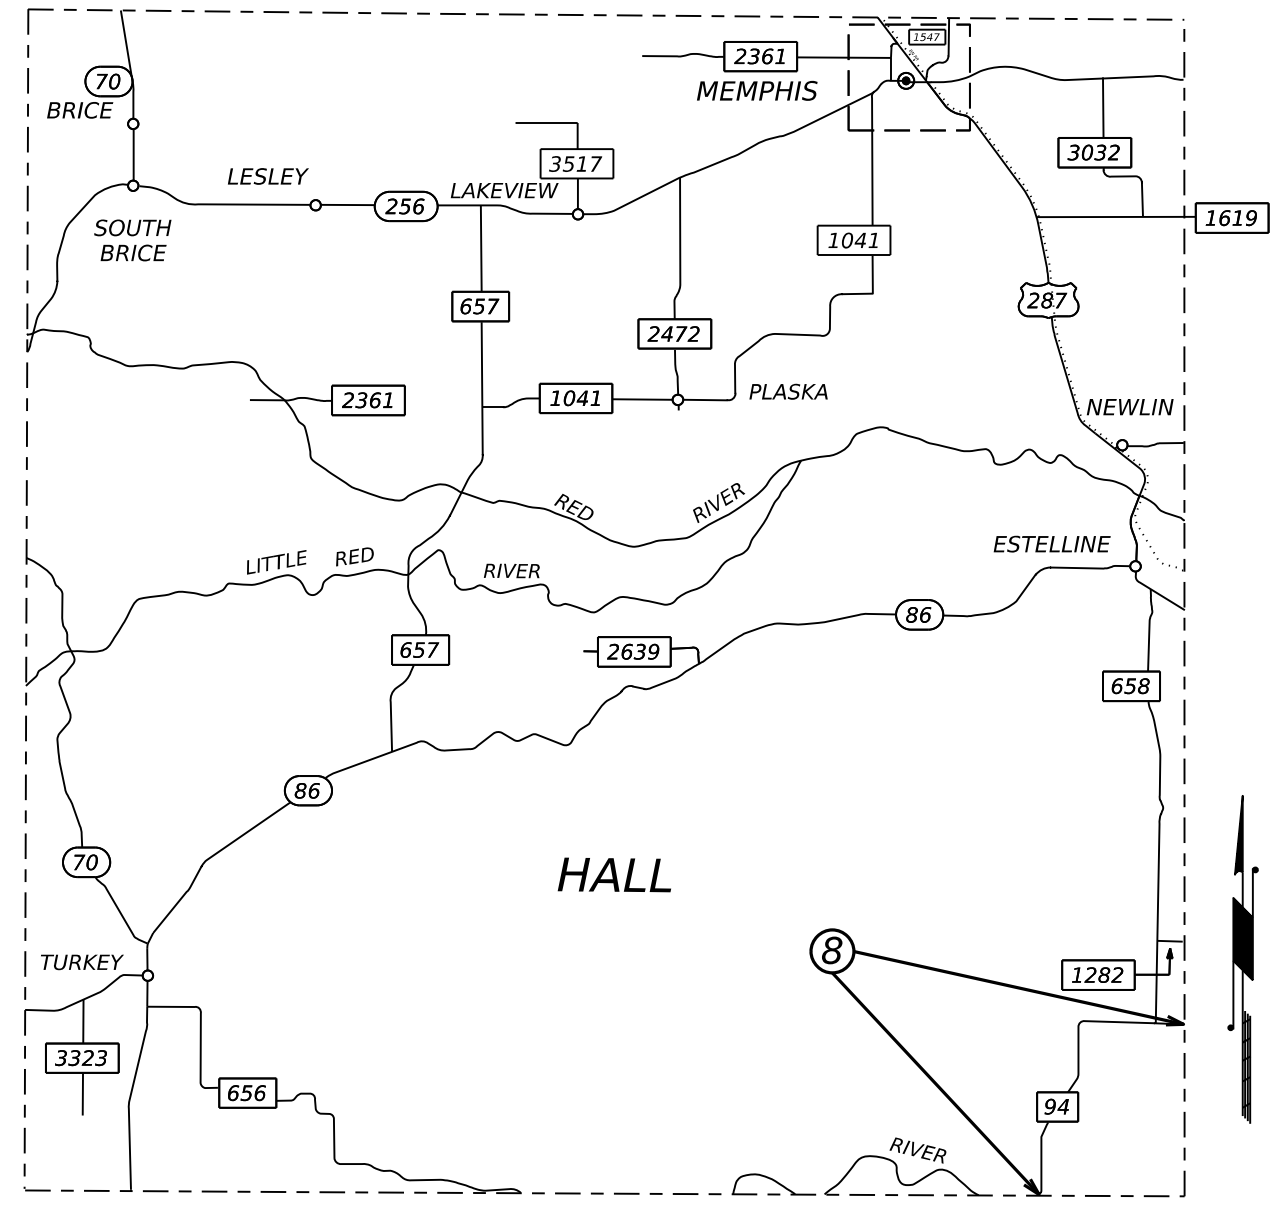 1547
2361
70
MEMPHIS
BRICE
3517
3032
LESLEY
LAKEVIEW
256
1619
SOUTH
BRICE
1041
287
657
2472
2361
1041
PLASKA
NEWLIN
RED
RIVER
LITTLE
RED
RIVER
ESTELLINE
86
657
2639
658
86
70
HALL
8
TURKEY
1282
3323
656
94
RIVER